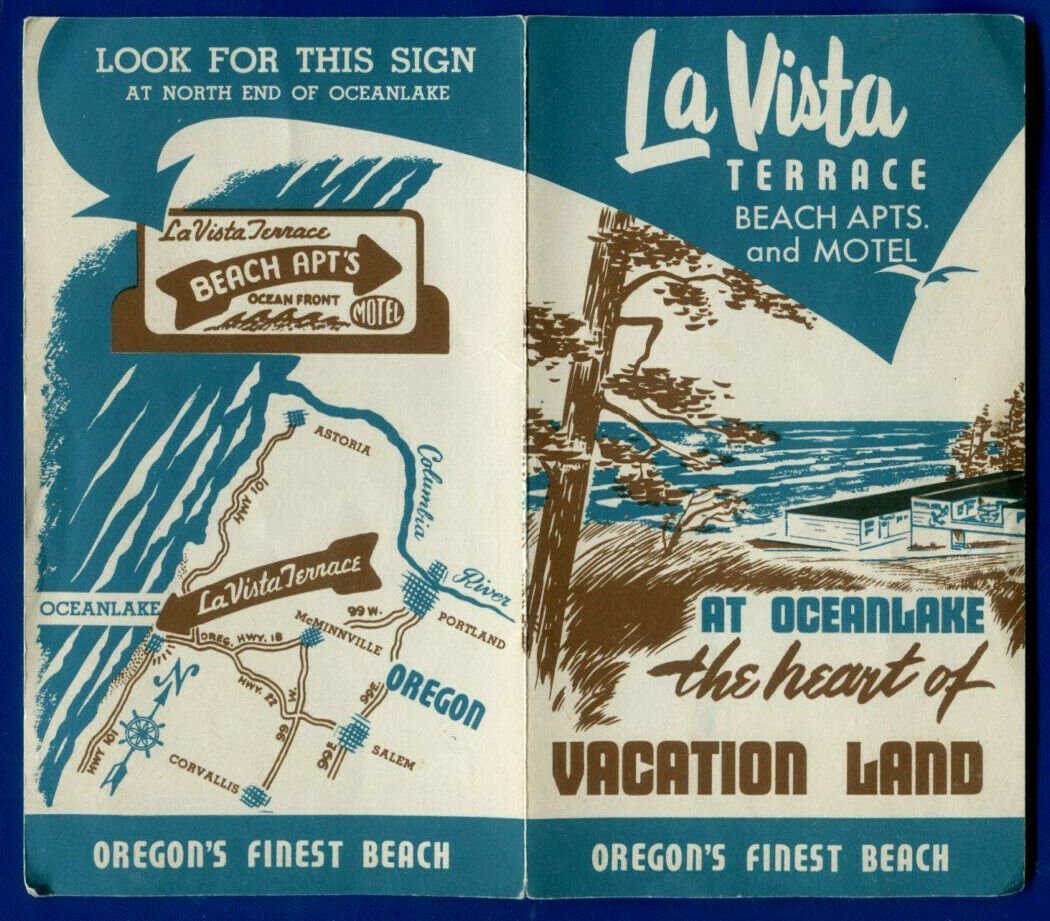 LOOK FOR THIS SIGN
AT NORTH END OF OCEANLAKE
La Vista Terrace
BEACH APT'S
OCEAN FRONT
MOTEL
ASTORIA
Columbia
River
HWY 101
La Vista Terrace
OCEANLAKE
OREG. HWY. 18
McMINNVILLE
99 W.
PORTLAND
HWY. 22
99 W.
99E
OREGON
N
HWY 101
99E
SALEM
CORVALLIS
OREGON'S FINEST BEACH
La Vista
TERRACE
BEACH APTS.
and MOTEL
AT OCEANLAKE
the heart of
VACATION LAND
OREGON'S FINEST BEACH